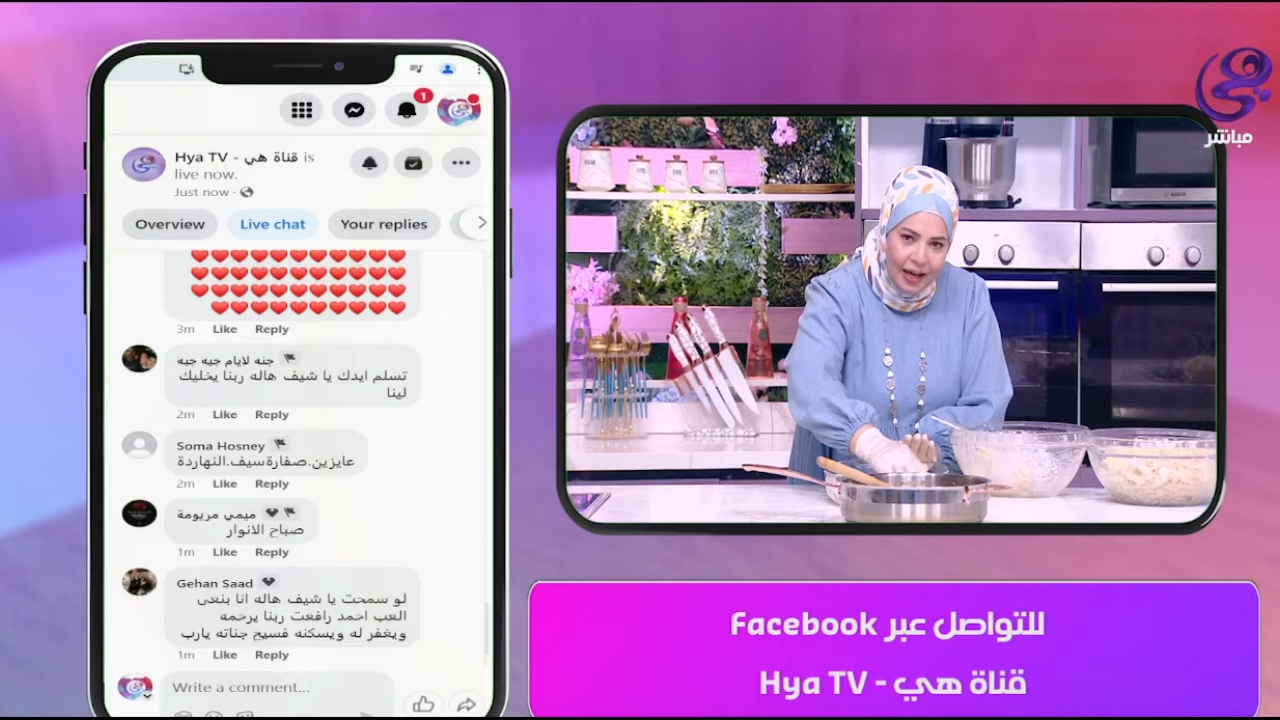 مباشر
1
Hya TV - قناة هي is
live now.
Just now
Overview
Live chat
Your replies
3m Like Reply
جنه لايام جيه جيه
تسلم ايدك يا شيف هاله ربنا يخليك
لينا
2m Like Reply
Soma Hosney
عايزين.صفارةسيف.النهاردة
2m Like Reply
ميمي مريومة
صباح الانوار
1m Like Reply
Gehan Saad
لو سمحت يا شيف هاله انا بنعى
العب احمد رافعت ربنا يرحمه
ويغفر له ويسكنه فسيح جناته يارب
1m Like Reply
Write a comment...
BOSCH
للتواصل عبر Facebook
قناة هي - Hya TV